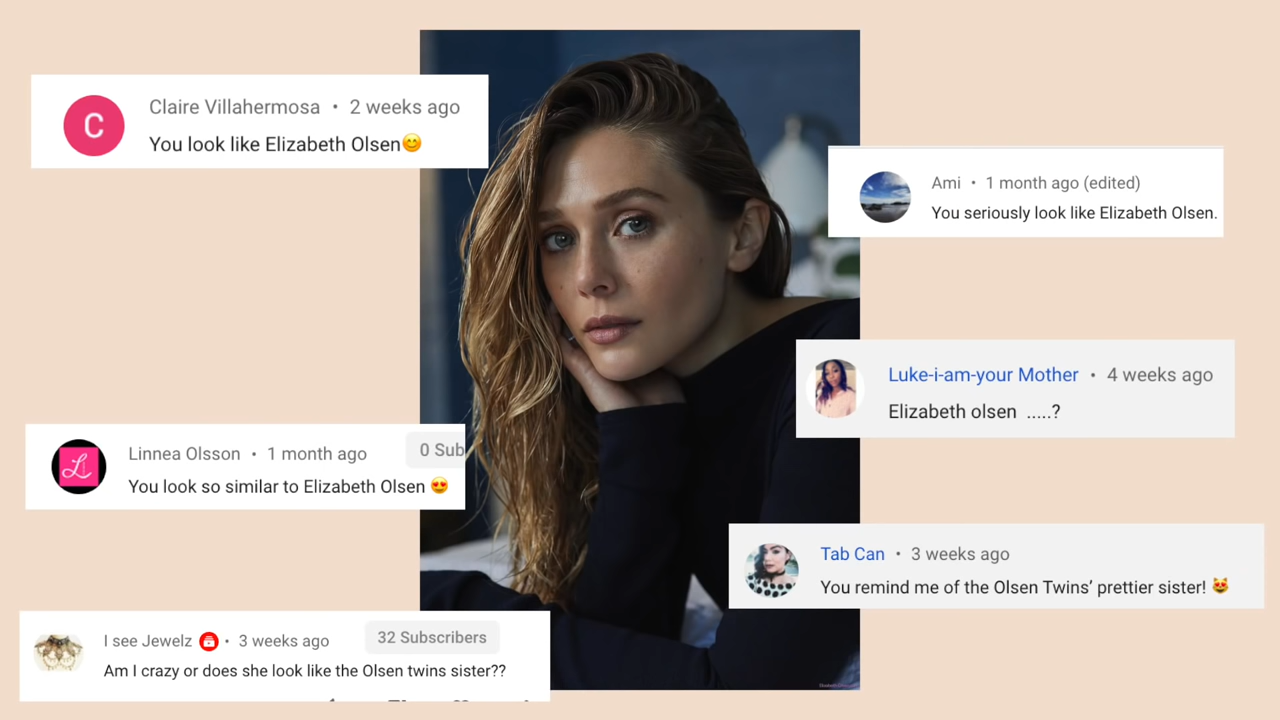 C
Claire Villahermosa • 2 weeks ago
You look like Elizabeth Olsen😊
Ami • 1 month ago (edited)
You seriously look like Elizabeth Olsen.
Luke-i-am-your Mother • 4 weeks ago
Elizabeth olsen .....?
L
Linnea Olsson • 1 month ago 0 Sub
You look so similar to Elizabeth Olsen 😍
Tab Can • 3 weeks ago
You remind me of the Olsen Twins’ prettier sister! 😻
I see Jewelz • 3 weeks ago 32 Subscribers
Am I crazy or does she look like the Olsen twins sister??